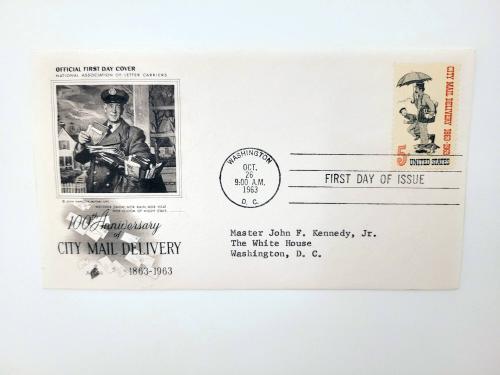 OFFICIAL FIRST DAY COVER
NATIONAL ASSOCIATION OF LETTER CARRIERS
100th Anniversary
of
CITY MAIL DELIVERY
1863-1963
WASHINGTON
OCT.
26
9:00 A.M.
1963
D. C.
FIRST DAY OF ISSUE
CITY MAIL DELIVERY 1863-1963
5
UNITED STATES
Master John F. Kennedy, Jr.
The White House
Washington, D. C.